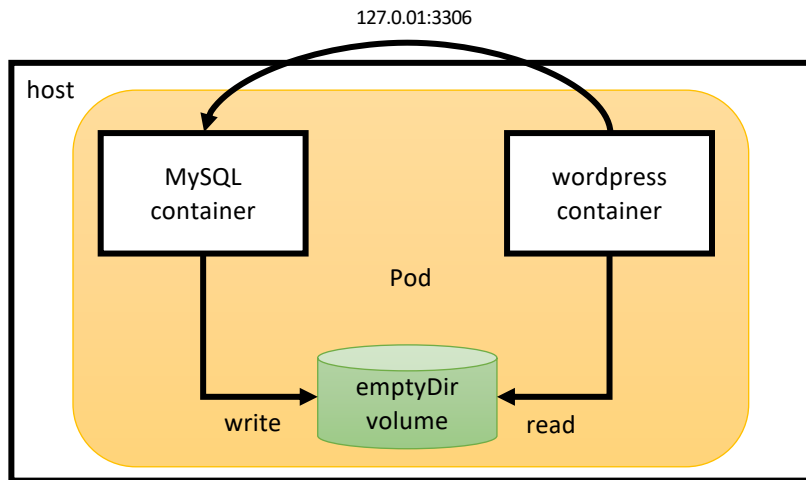 127.0.01:3306
host
MySQL
container
wordpress
container
Pod
emptyDir
volume
write
read